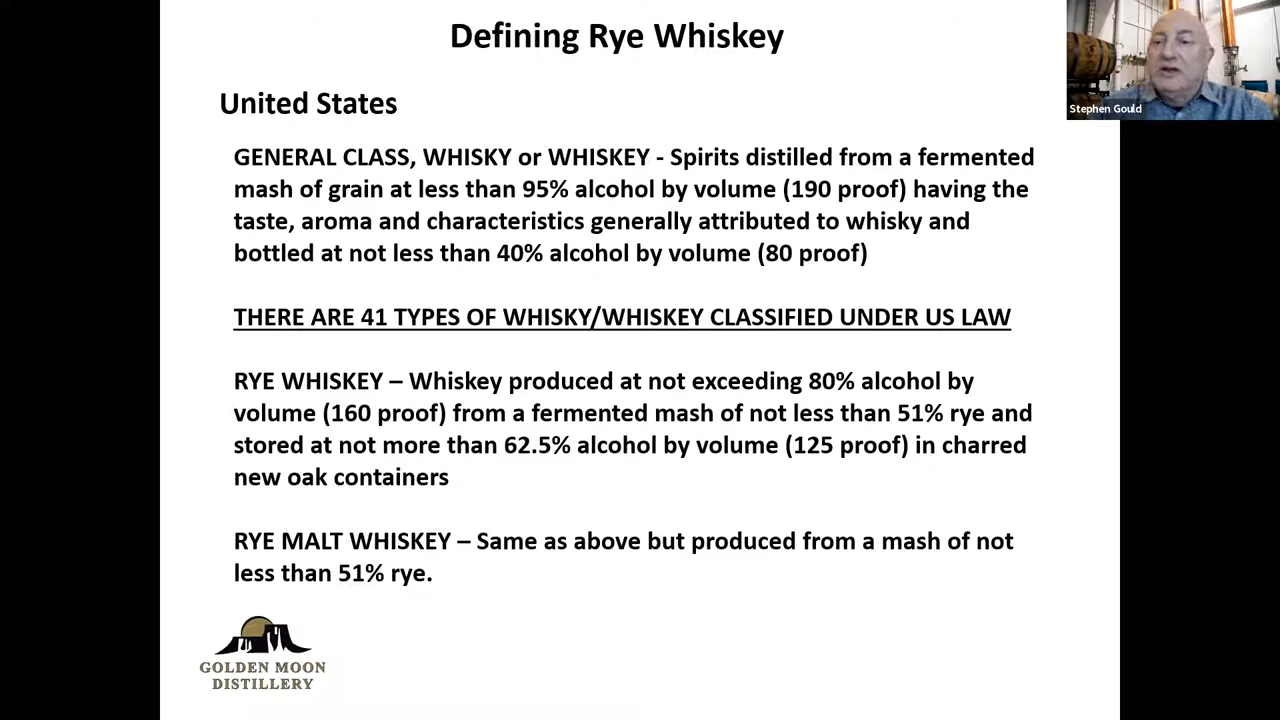 Defining Rye Whiskey
Stephen Gould
United States
GENERAL CLASS, WHISKY or WHISKEY - Spirits distilled from a fermented
mash of grain at less than 95% alcohol by volume (190 proof) having the
taste, aroma and characteristics generally attributed to whisky and
bottled at not less than 40% alcohol by volume (80 proof)
THERE ARE 41 TYPES OF WHISKY/WHISKEY CLASSIFIED UNDER US LAW
RYE WHISKEY – Whiskey produced at not exceeding 80% alcohol by
volume (160 proof) from a fermented mash of not less than 51% rye and
stored at not more than 62.5% alcohol by volume (125 proof) in charred
new oak containers
RYE MALT WHISKEY – Same as above but produced from a mash of not
less than 51% rye.
GOLDEN MOON
DISTILLERY